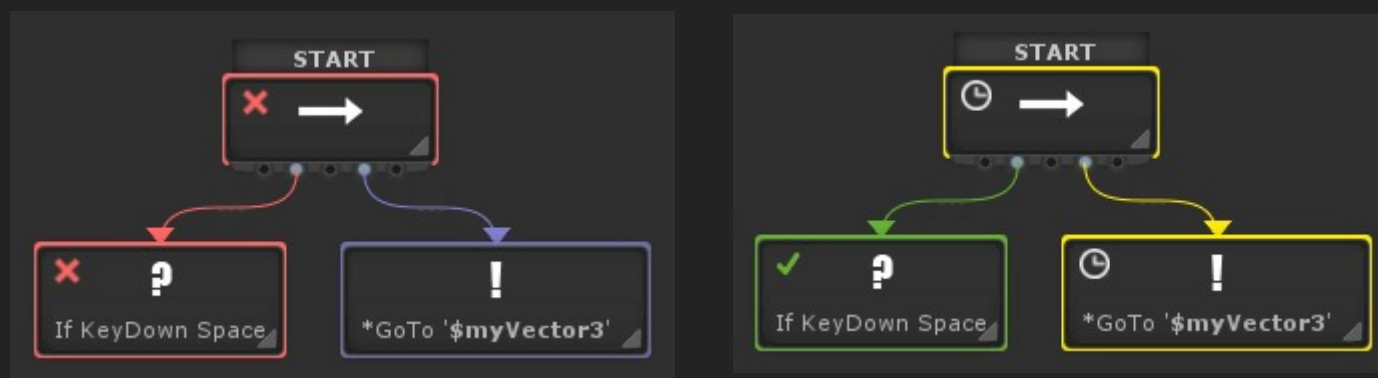 START
If KeyDown Space
*GoTo '$myVector3'
START
If KeyDown Space
*GoTo '$myVector3'